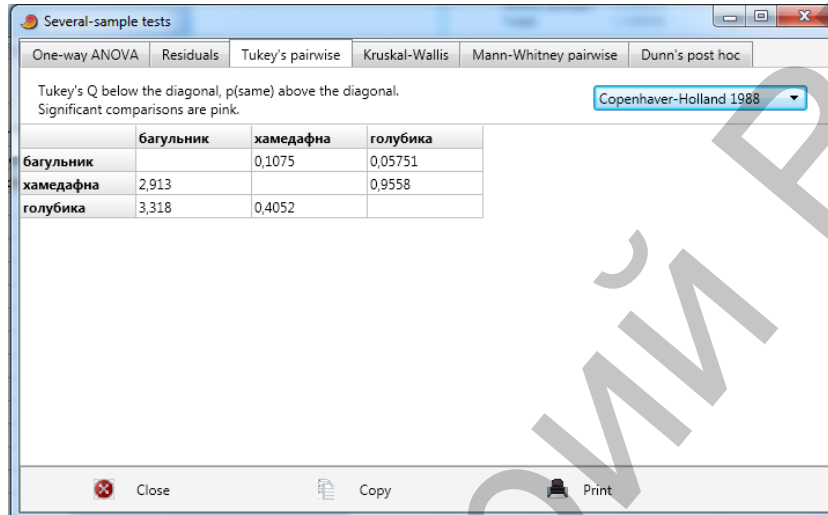 Several-sample tests
One-way ANOVA Residuals Tukey's pairwise Kruskal-Wallis Mann-Whitney pairwise Dunn's post hoc
Tukey's Q below the diagonal, p(same) above the diagonal.
Significant comparisons are pink.
Copenhaver-Holland 1988
багульник хамедафна голубика
багульник 0,1075 0,05751
хамедафна 2,913 0,9558
голубика 3,318 0,4052
Close Copy Print